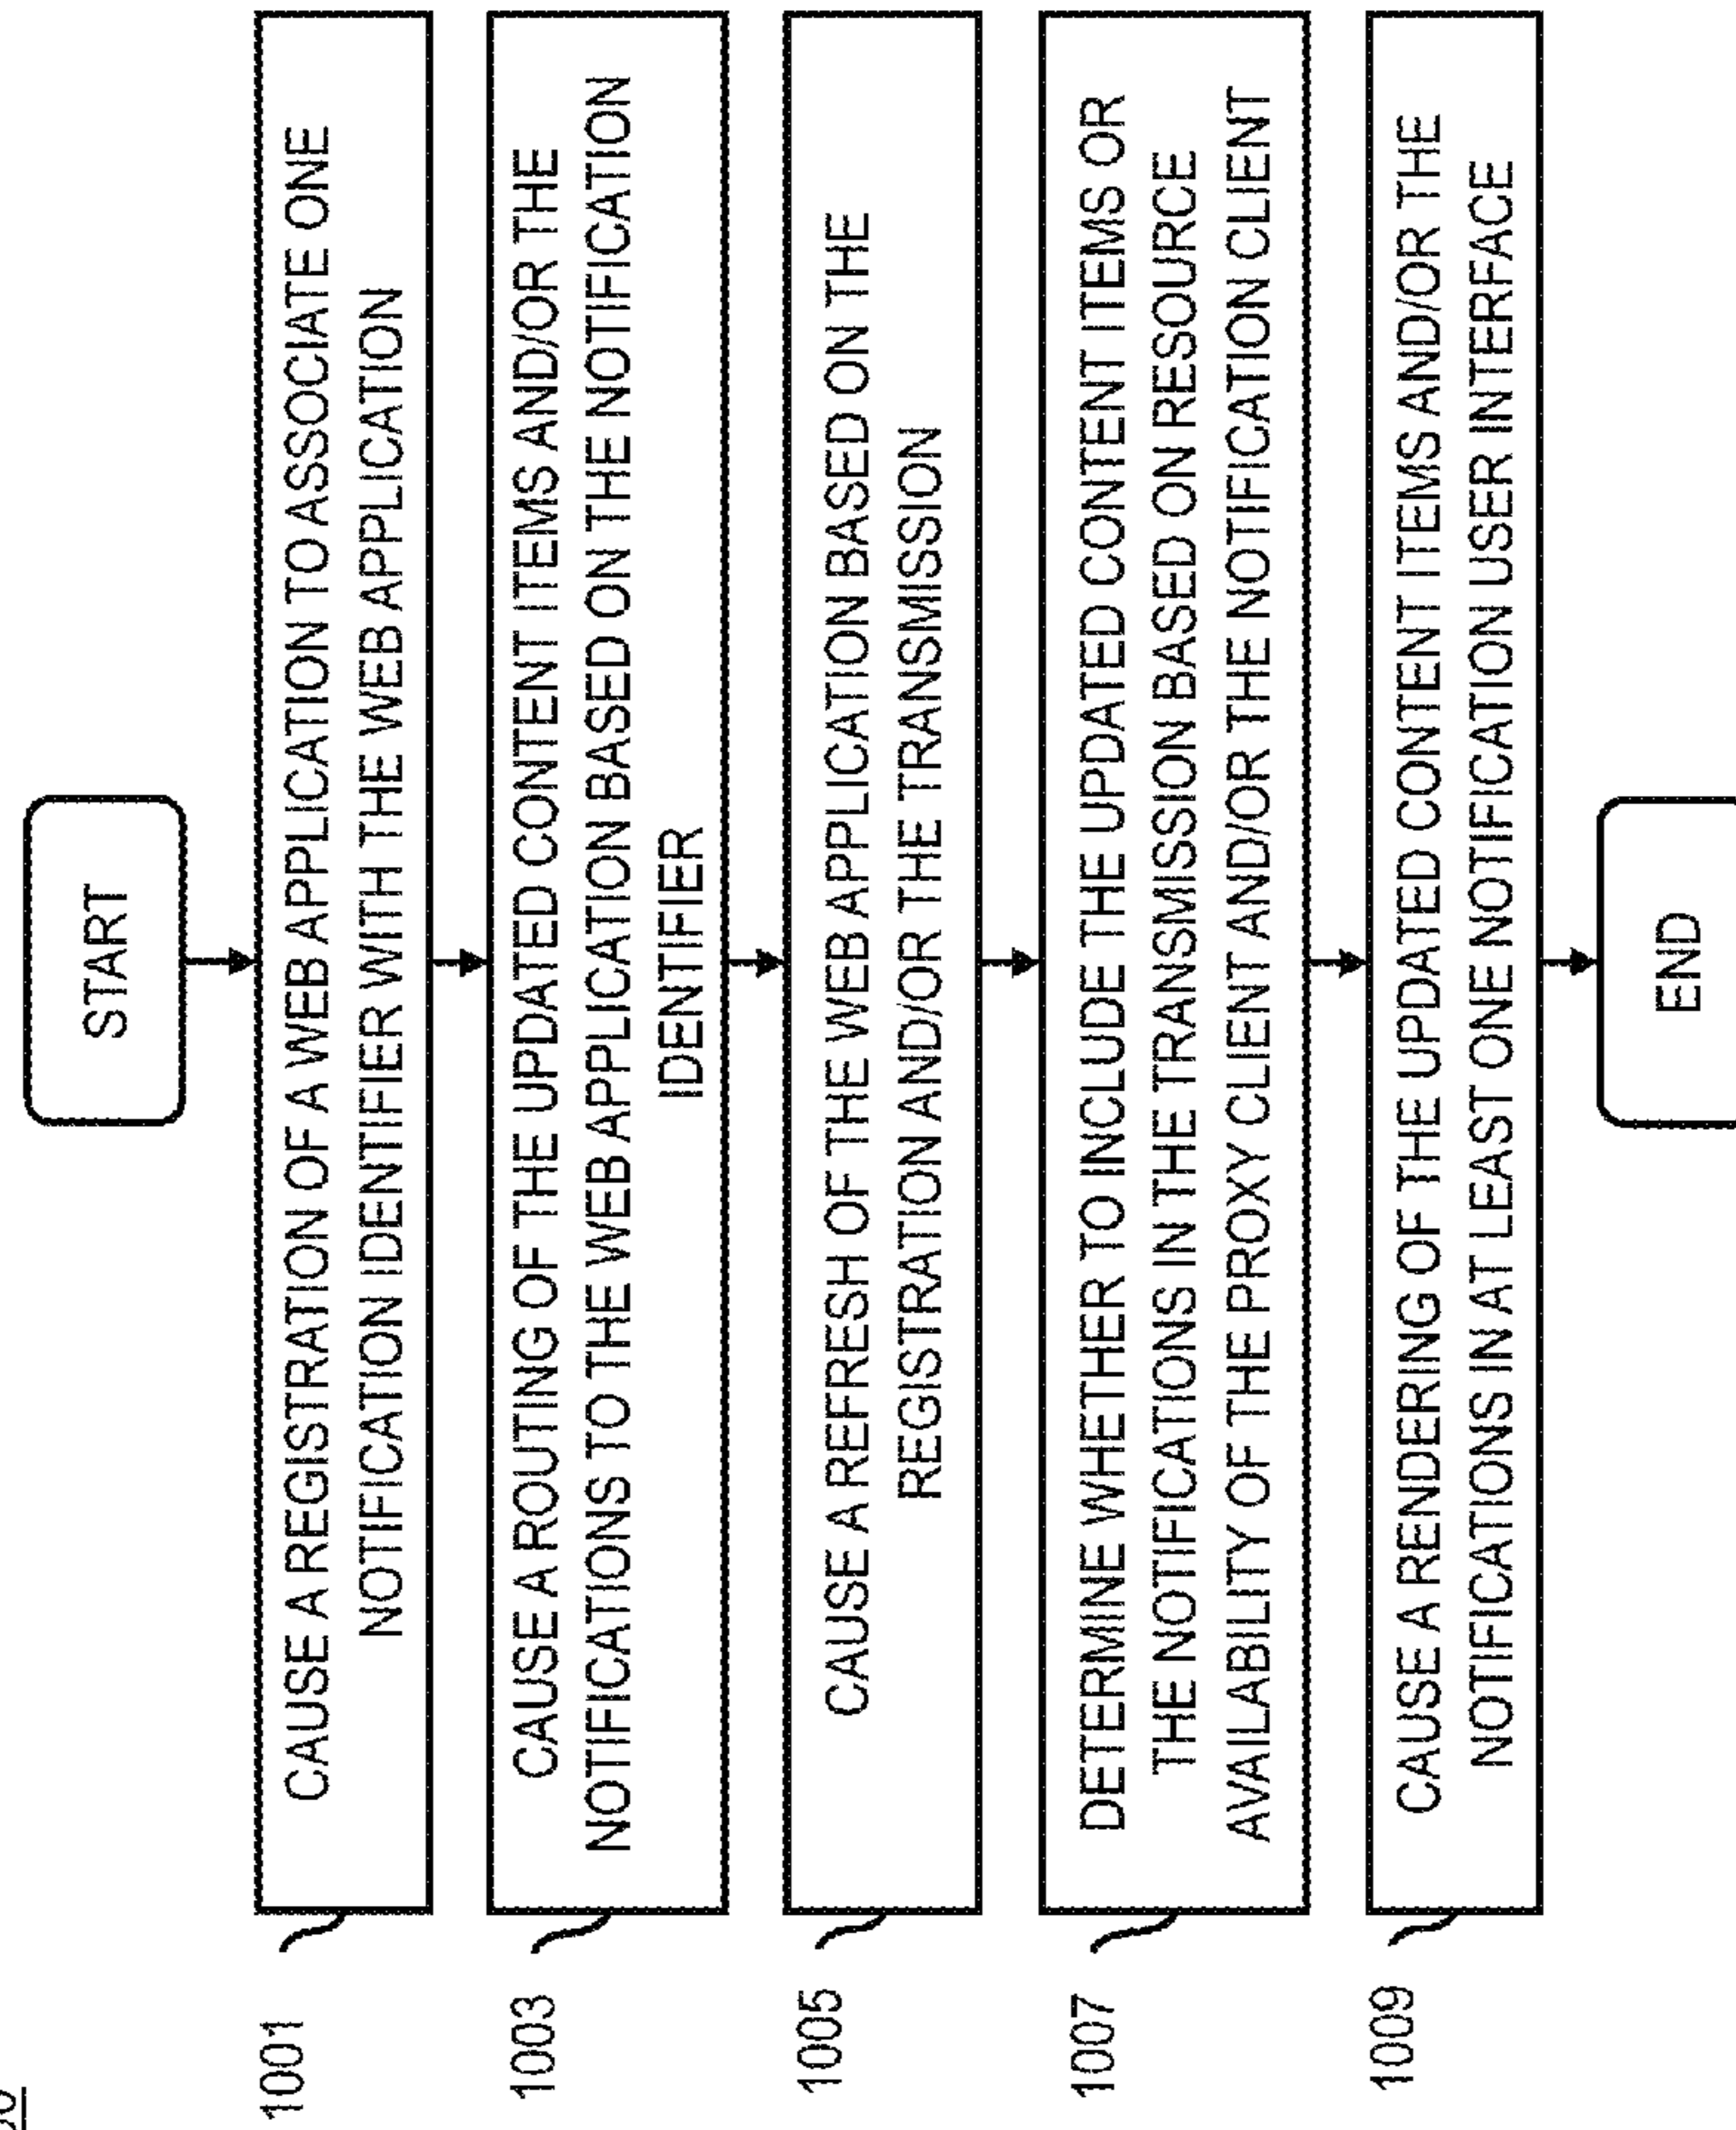 START
1001
CAUSE A REGISTRATION OF A WEB APPLICATION TO ASSOCIATE ONE
NOTIFICATION IDENTIFIER WITH THE WEB APPLICATION
1003
CAUSE A ROUTING OF THE UPDATED CONTENT ITEMS AND/OR THE
NOTIFICATIONS TO THE WEB APPLICATION BASED ON THE NOTIFICATION
IDENTIFIER
1005
CAUSE A REFRESH OF THE WEB APPLICATION BASED ON THE
REGISTRATION AND/OR THE TRANSMISSION
1007
DETERMINE WHETHER TO INCLUDE THE UPDATED CONTENT ITEMS OR
THE NOTIFICATIONS IN THE TRANSMISSION BASED ON RESOURCE
AVAILABILITY OF THE PROXY CLIENT AND/OR THE NOTIFICATION CLIENT
1009
CAUSE A RENDERING OF THE UPDATED CONTENT ITEMS AND/OR THE
NOTIFICATIONS IN AT LEAST ONE NOTIFICATION USER INTERFACE
END